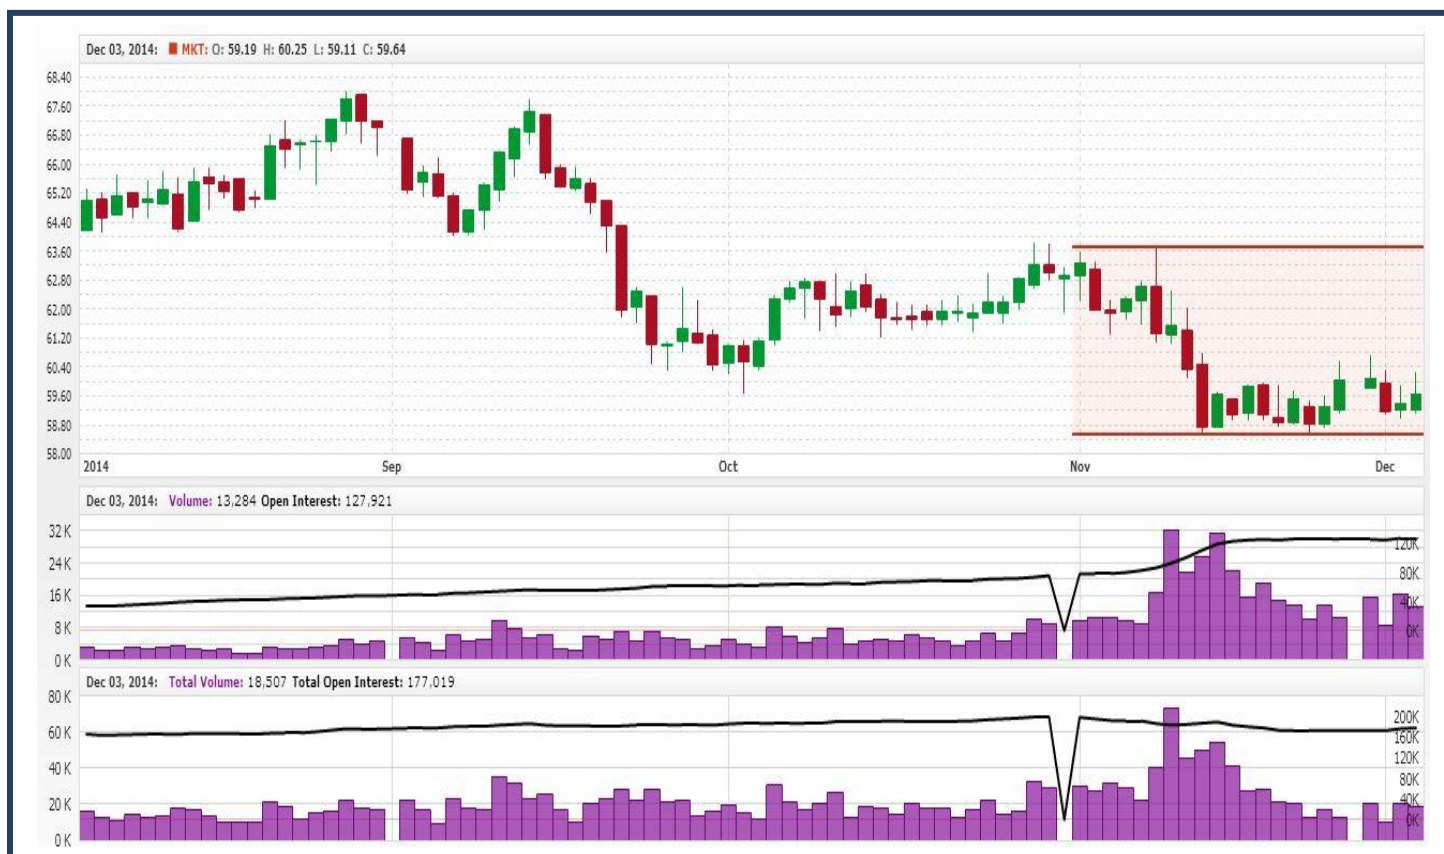 Dec 03, 2014: MKT: O: 59.19 H: 60.25 L: 59.11 C: 59.64
68.40
67.60
66.80
66.00
65.20
64.40
63.60
62.80
62.00
61.20
60.40
59.60
58.80
58.00
2014 Sep Oct Nov Dec
Dec 03, 2014: Volume: 13,284 Open Interest: 127,921
32 K
24 K
16 K
8 K
0 K
120K
80K
40K
0K
Dec 03, 2014: Total Volume: 18,507 Total Open Interest: 177,019
80 K
60 K
40 K
20 K
0 K
200K
160K
120K
80K
40K
0K